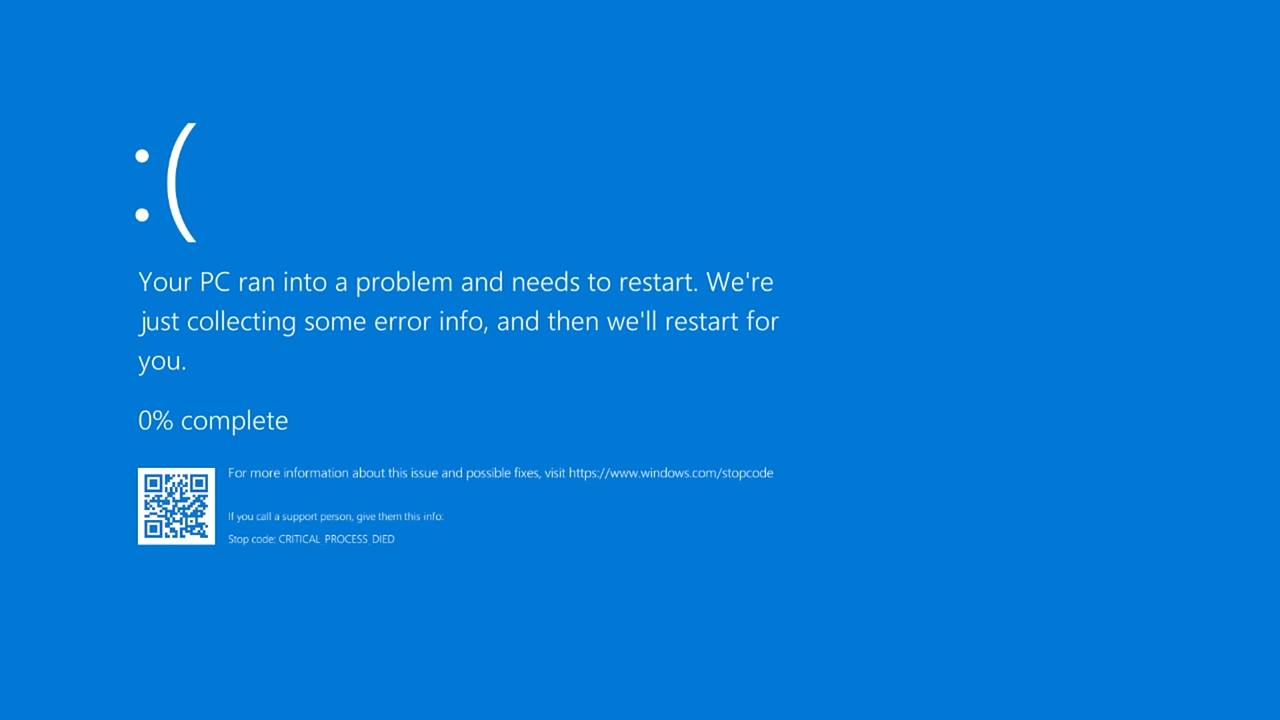 :(
Your PC ran into a problem and needs to restart. We're
just collecting some error info, and then we'll restart for
you.
0% complete
For more information about this issue and possible fixes, visit https://www.windows.com/stopcode
If you call a support person, give them this info:
Stop code: CRITICAL_PROCESS_DIED